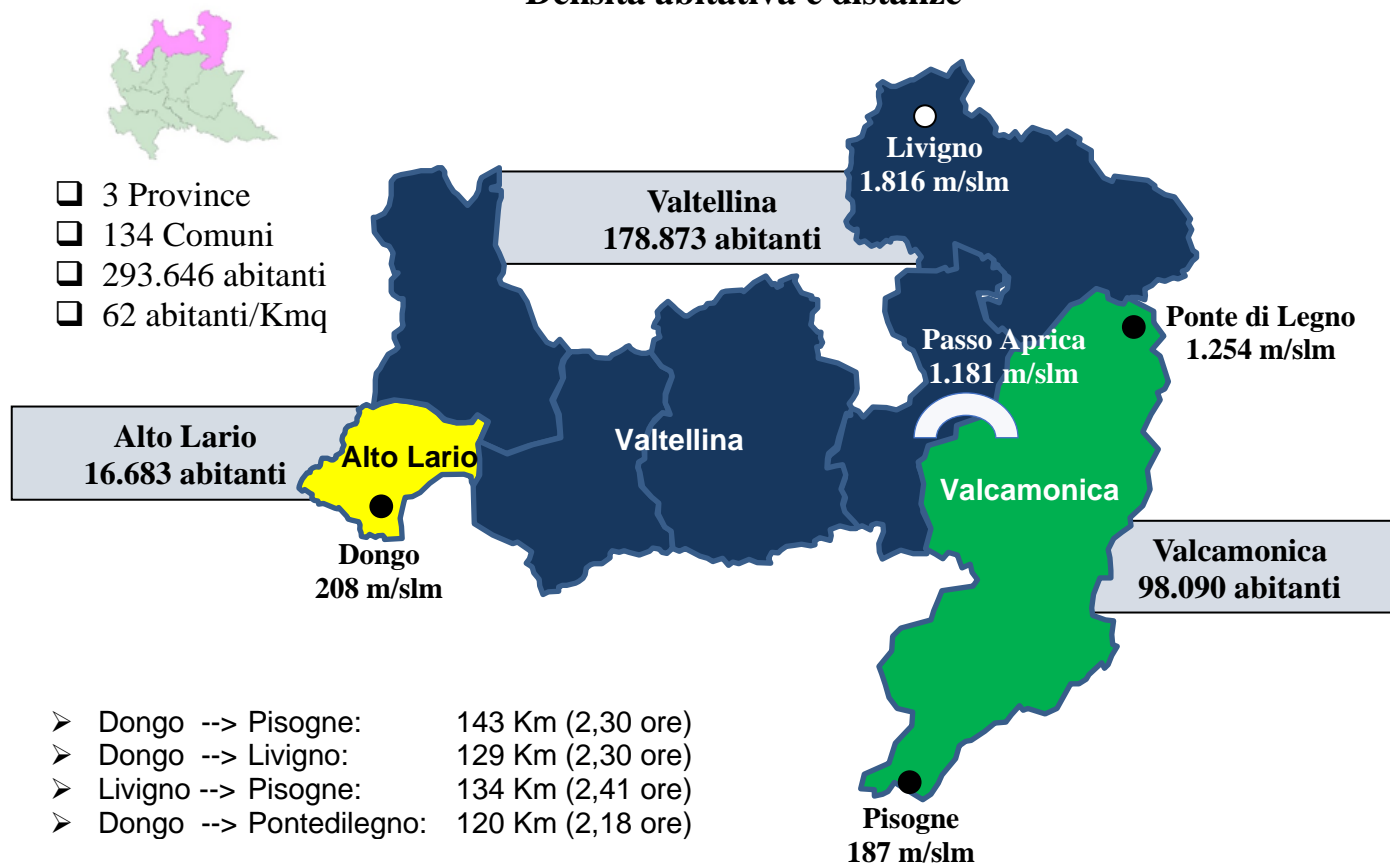 Densità abitativa e distanze
3 Province
134 Comuni
293.646 abitanti
62 abitanti/Kmq
Livigno
1.816 m/slm
Valtellina
178.873 abitanti
Ponte di Legno
1.254 m/slm
Passo Aprica
1.181 m/slm
Alto Lario
16.683 abitanti
Alto Lario
Valtellina
Valcamonica
Dongo
208 m/slm
Valcamonica
98.090 abitanti
Dongo --> Pisogne: 143 Km (2,30 ore)
Dongo --> Livigno: 129 Km (2,30 ore)
Livigno --> Pisogne: 134 Km (2,41 ore)
Dongo --> Pontedilegno: 120 Km (2,18 ore)
Pisogne
187 m/slm